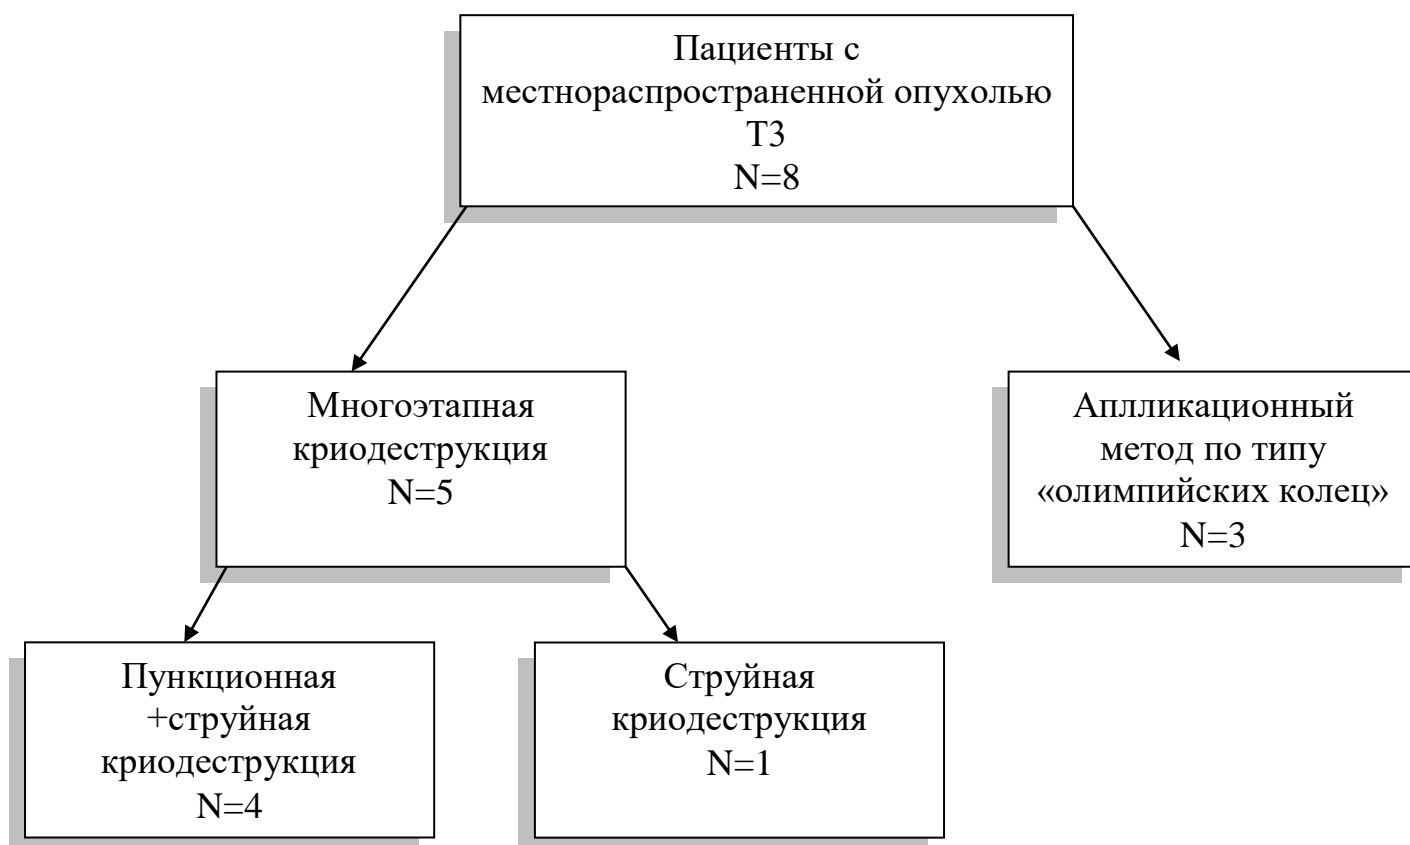 Пациенты с
местнораспространенной опухолью
Т3
N=8
Многоэтапная
криодеструкция
N=5
Аплликационный
метод по типу
«олимпийских колец»
N=3
Пункционная
+струйная
криодеструкция
N=4
Струйная
криодеструкция
N=1